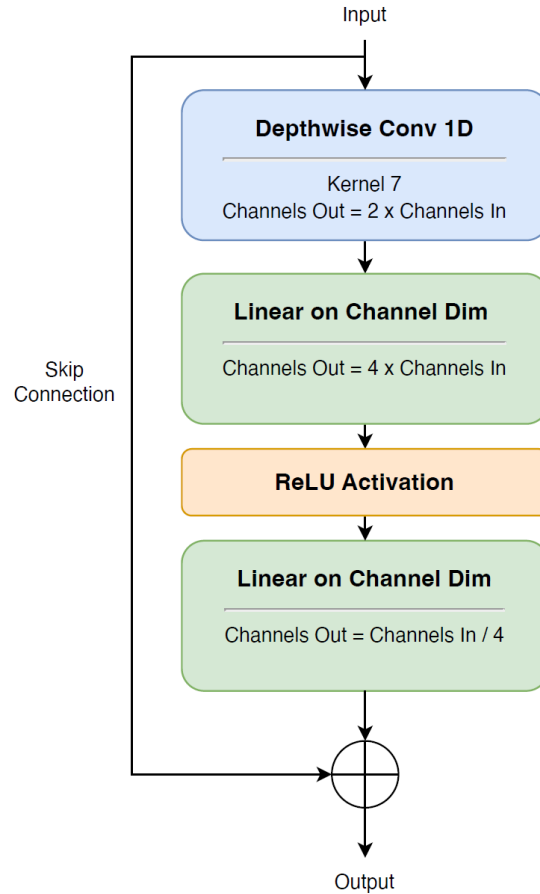 Input
Depthwise Conv 1D
Kernel 7
Channels Out = 2 x Channels In
Linear on Channel Dim
Channels Out = 4 x Channels In
Skip
Connection
ReLU Activation
Linear on Channel Dim
Channels Out = Channels In / 4
Output